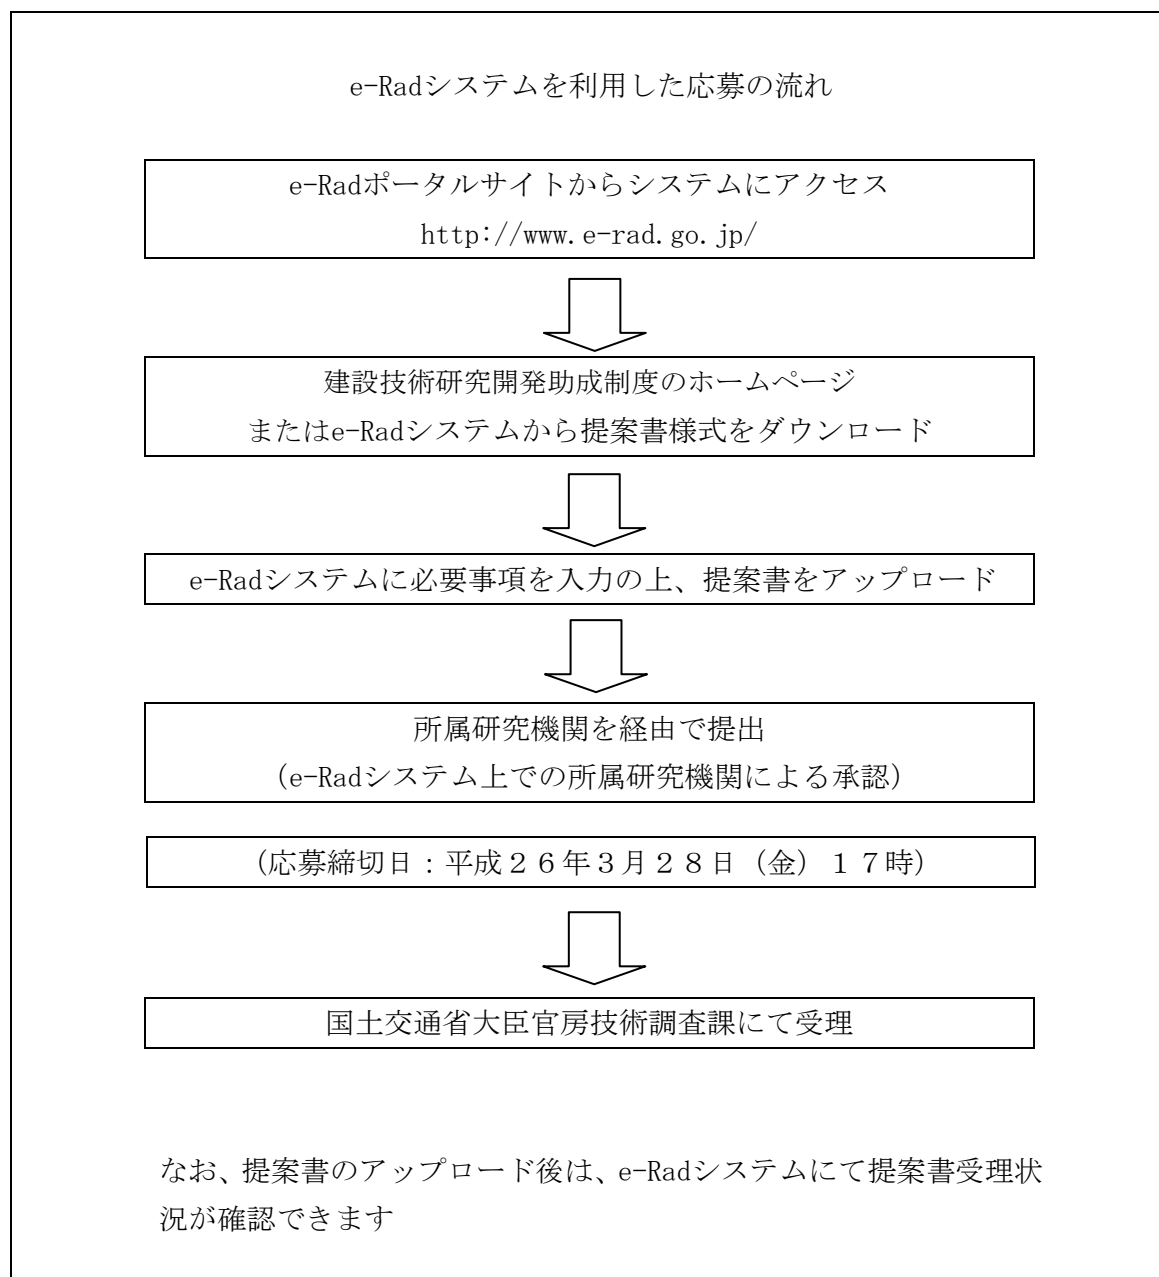 e-Radシステムを利用した応募の流れ
e-Radポータルサイトからシステムにアクセス
http://www.e-rad.go.jp/
建設技術研究開発助成制度のホームページ
またはe-Radシステムから提案書様式をダウンロード
e-Radシステムに必要事項を入力の上、提案書をアップロード
所属研究機関を経由で提出
（e-Radシステム上での所属研究機関による承認）
（応募締切日：平成２６年３月２８日（金）１７時）
国土交通省大臣官房技術調査課にて受理
なお、提案書のアップロード後は、e-Radシステムにて提案書受理状
況が確認できます